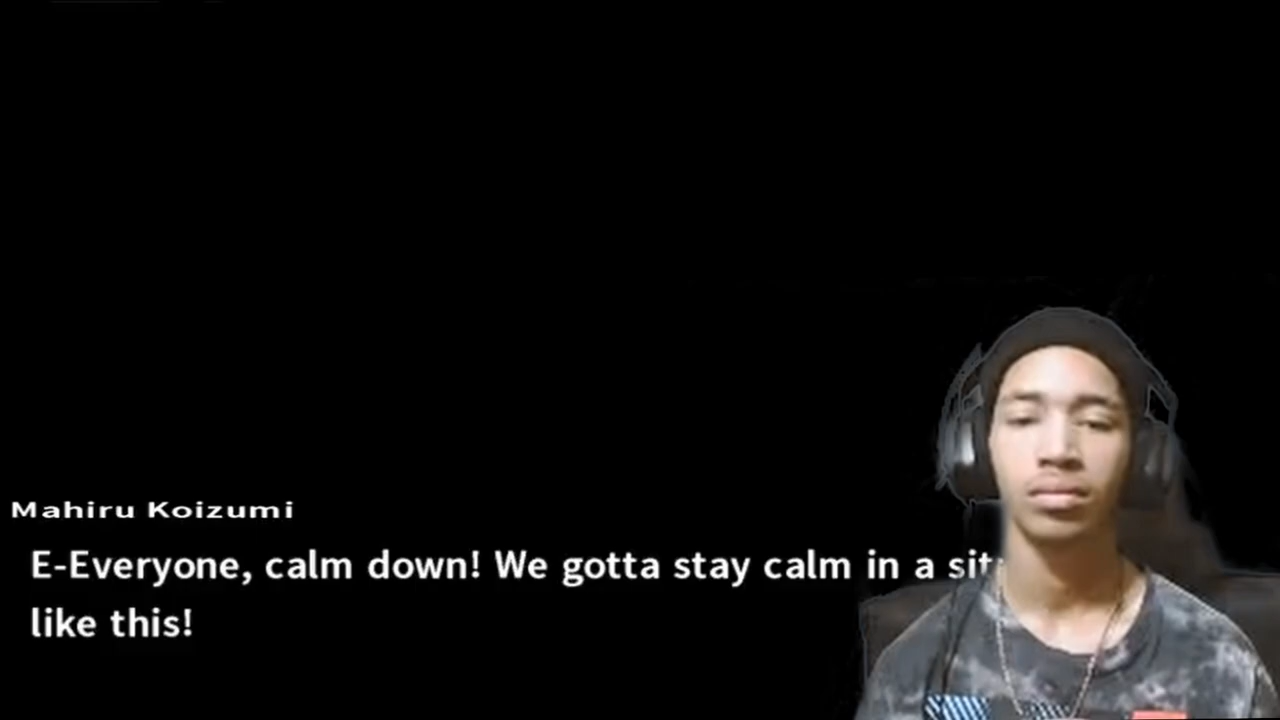 Mahiru Koizumi
E-Everyone, calm down! We gotta stay calm in a
like this!